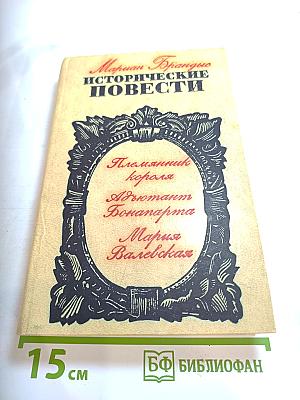 Мариан Брандыс
ИСТОРИЧЕСКИЕ
ПОВЕСТИ
Племянник
короля
Адъютант
Бонапарта
Мария
Валевская
15 см
БФ БИБЛИОФАН